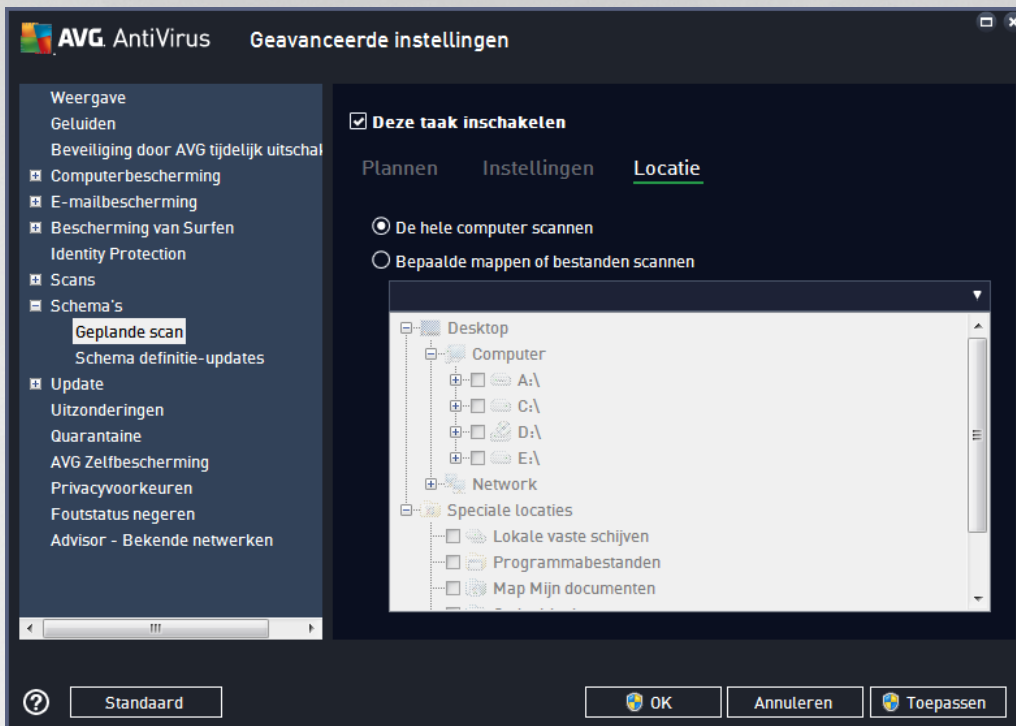 AVG AntiVirus
Geavanceerde instellingen
Weergave
Geluiden
Beveiliging door AVG tijdelijk uitschak
Computerbescherming
E-mailbescherming
Bescherming van Surfen
Identity Protection
Scans
Schema's
Geplande scan
Schema definitie-updates
Update
Uitzonderingen
Quarantaine
AVG Zelfbescherming
Privacyvoorkeuren
Foutstatus negeren
Advisor - Bekende netwerken
Deze taak inschakelen
Plannen Instellingen Locatie
De hele computer scannen
Bepaalde mappen of bestanden scannen
Desktop
Computer
A:\
C:\
D:\
E:\
Network
Speciale locaties
Lokale vaste schijven
Programmabestanden
Map Mijn documenten
? Standaard OK Annuleren Toepassen